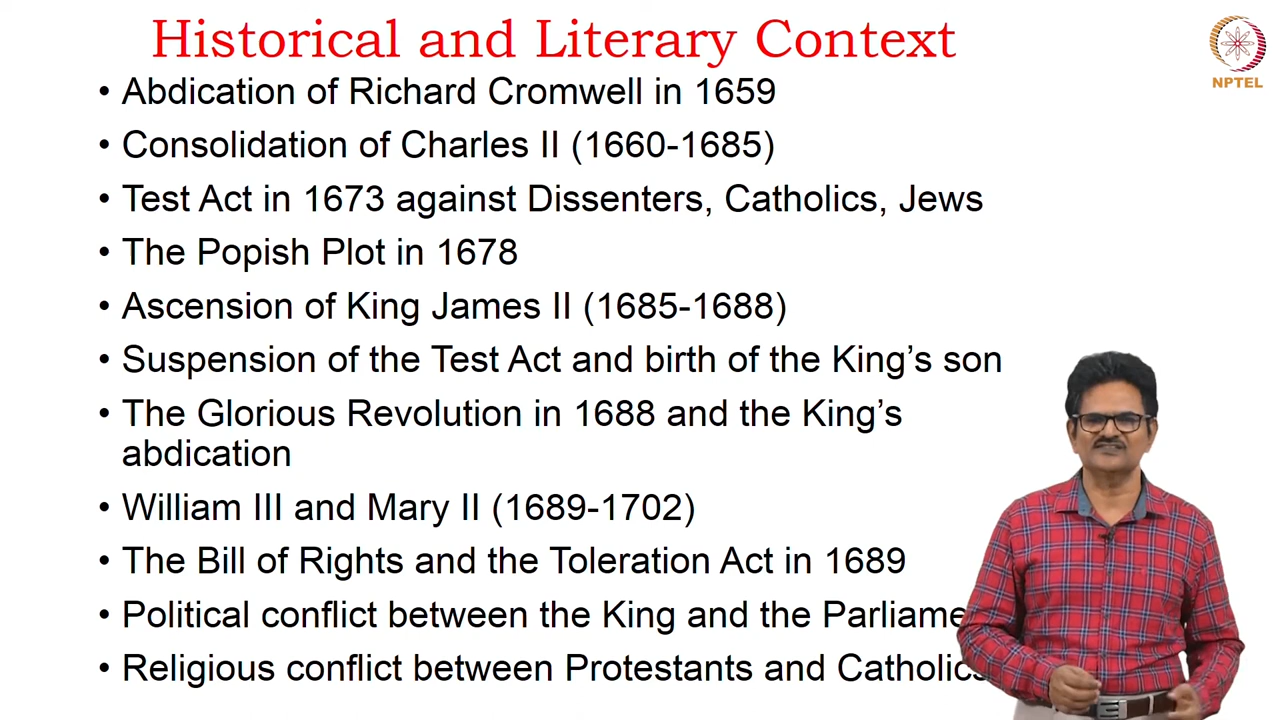 Historical and Literary Context
NPTEL
• Abdication of Richard Cromwell in 1659
• Consolidation of Charles II (1660-1685)
• Test Act in 1673 against Dissenters, Catholics, Jews
• The Popish Plot in 1678
• Ascension of King James II (1685-1688)
• Suspension of the Test Act and birth of the King’s son
• The Glorious Revolution in 1688 and the King’s
abdication
• William III and Mary II (1689-1702)
• The Bill of Rights and the Toleration Act in 1689
• Political conflict between the King and the Parliame
• Religious conflict between Protestants and Catholics